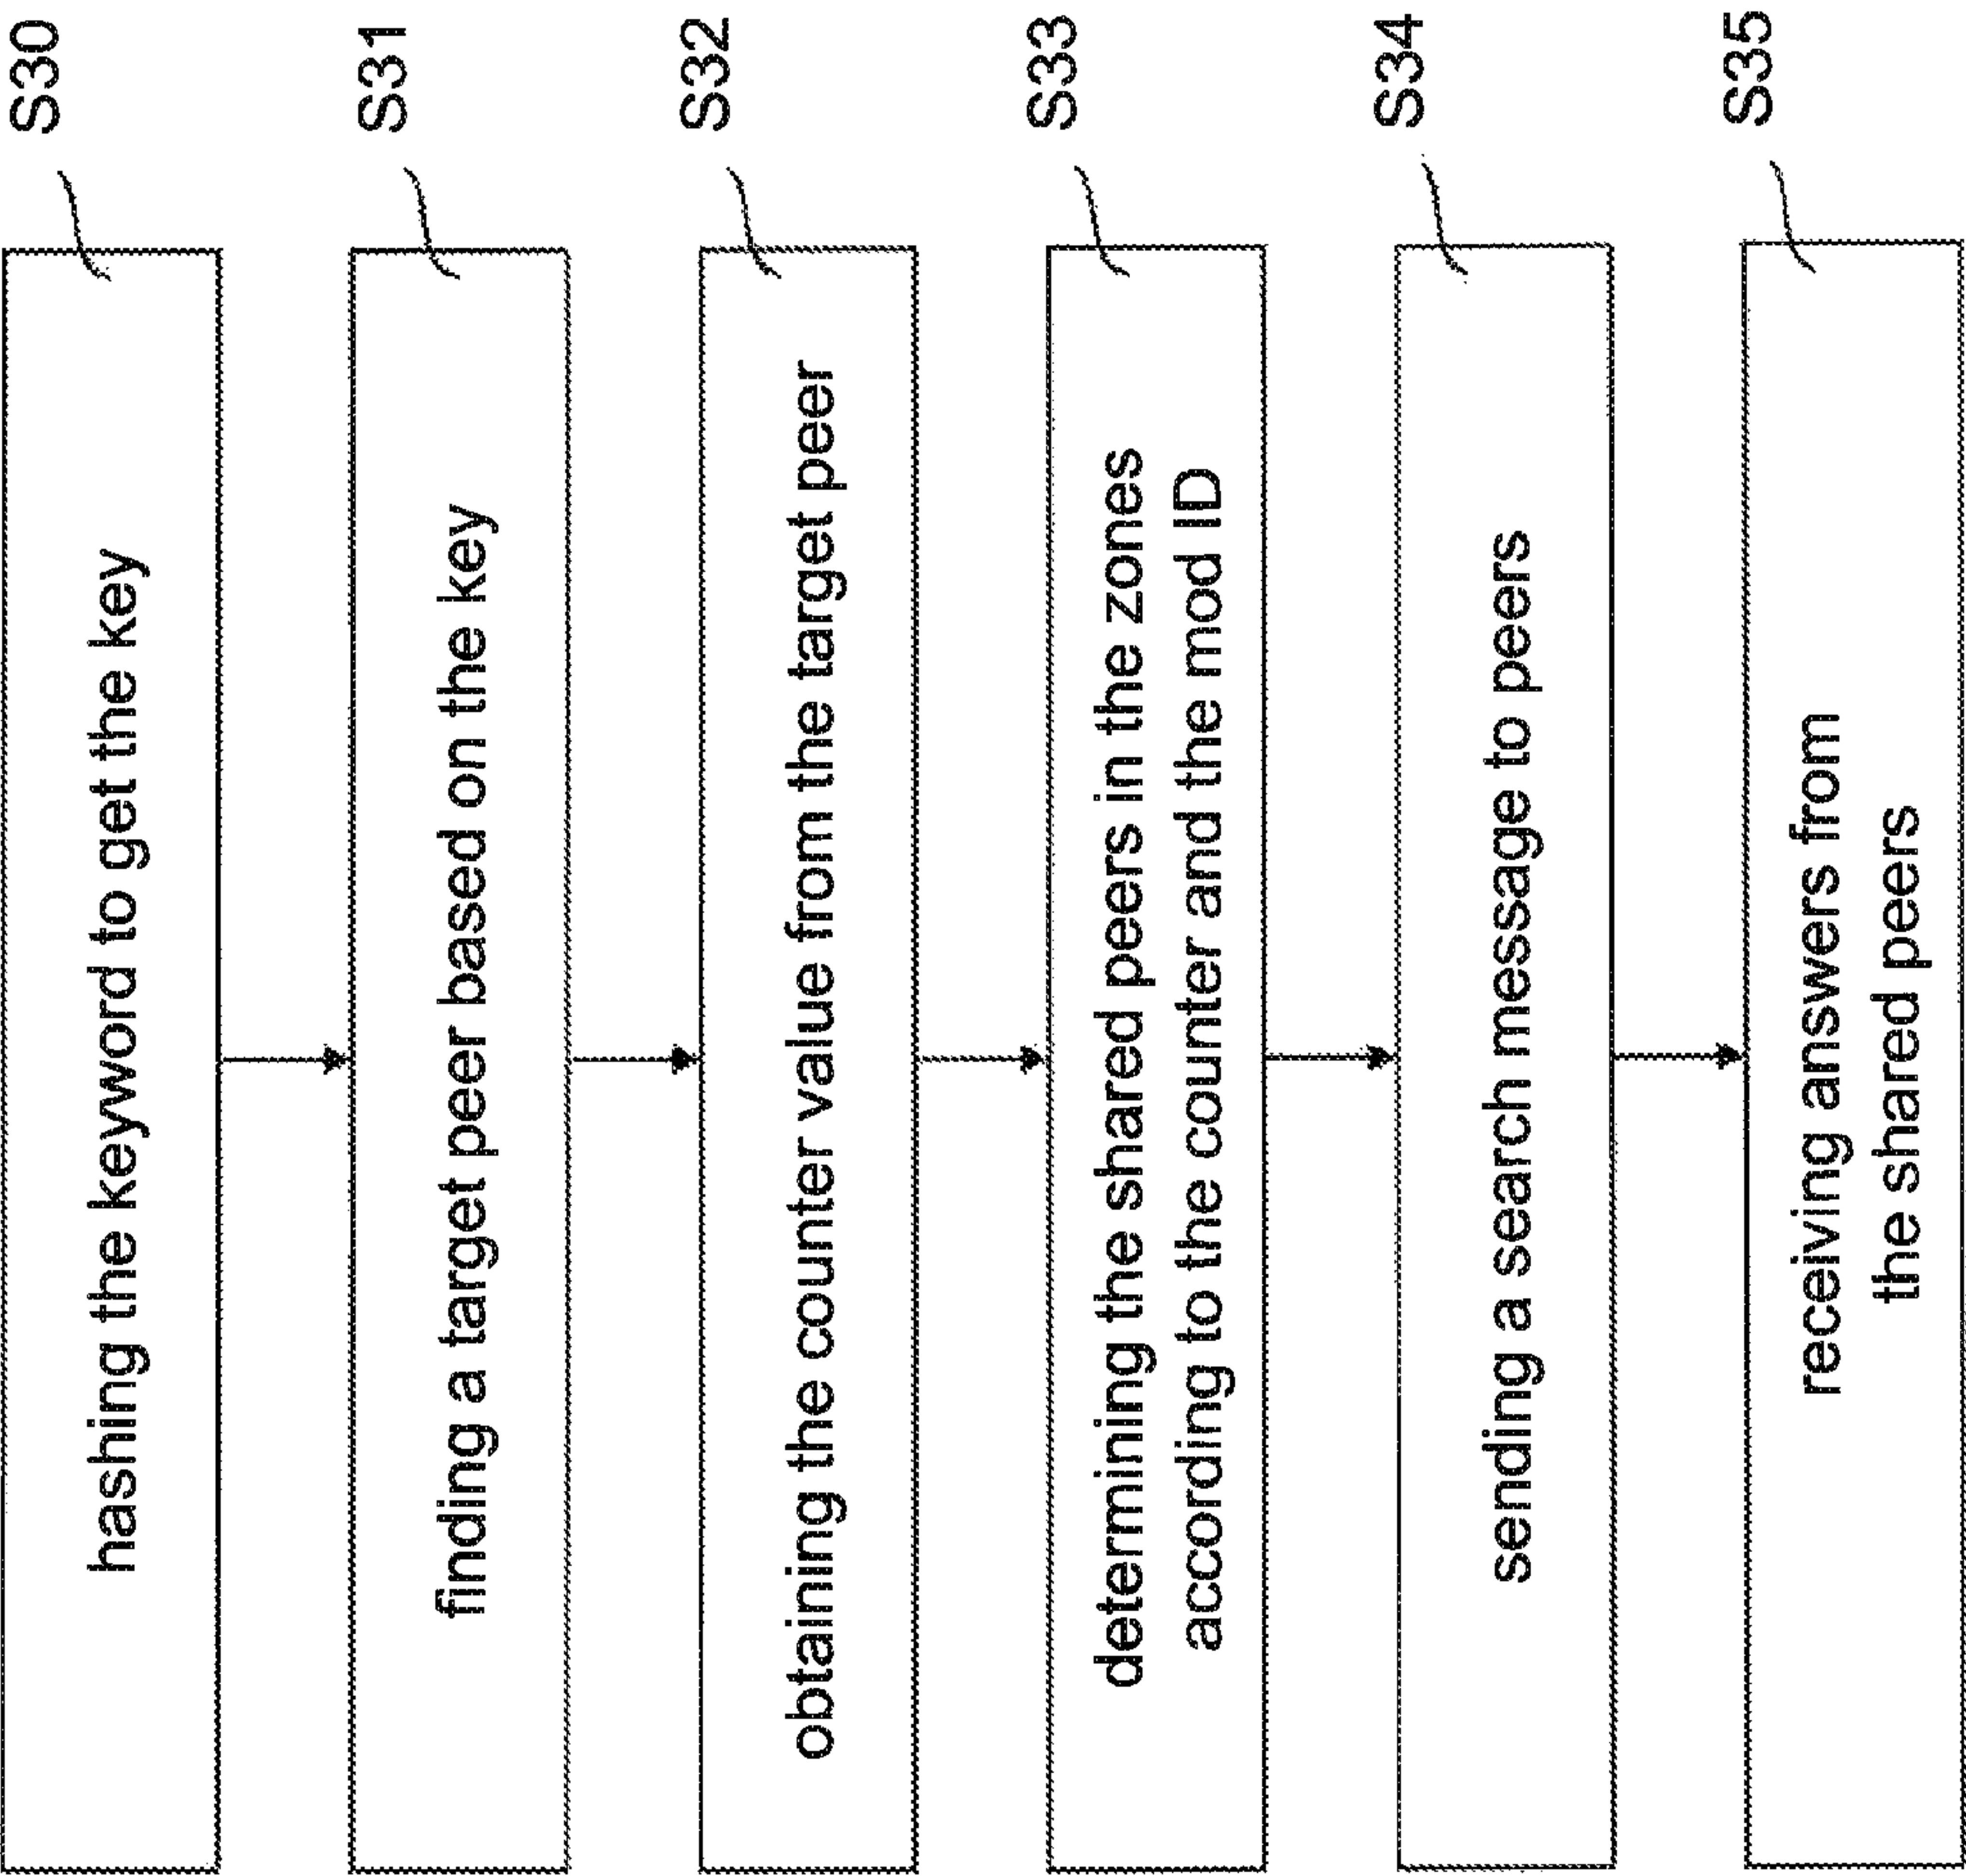 hashing the keyword to get the key
S30
finding a target peer based on the key
S31
obtaining the counter value from the target peer
S32
determining the shared peers in the zones
according to the counter and the mod ID
S33
sending a search message to peers
S34
receiving answers from
the shared peers
S35